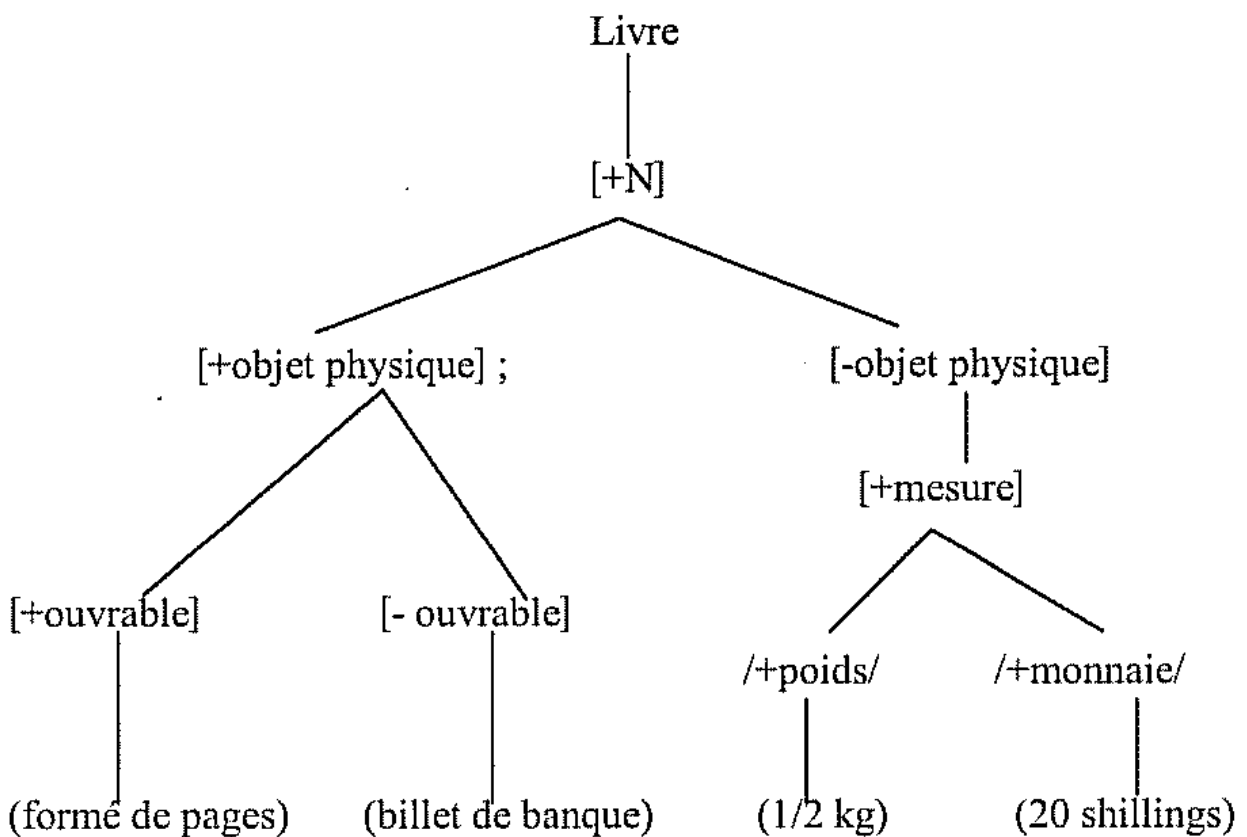 Livre
[+N]
[+objet physique] ;
[-objet physique]
[+mesure]
[+ouvrable]
[- ouvrable]
/+poids/
/+monnaie/
(formé de pages)
(billet de banque)
(1/2 kg)
(20 shillings)